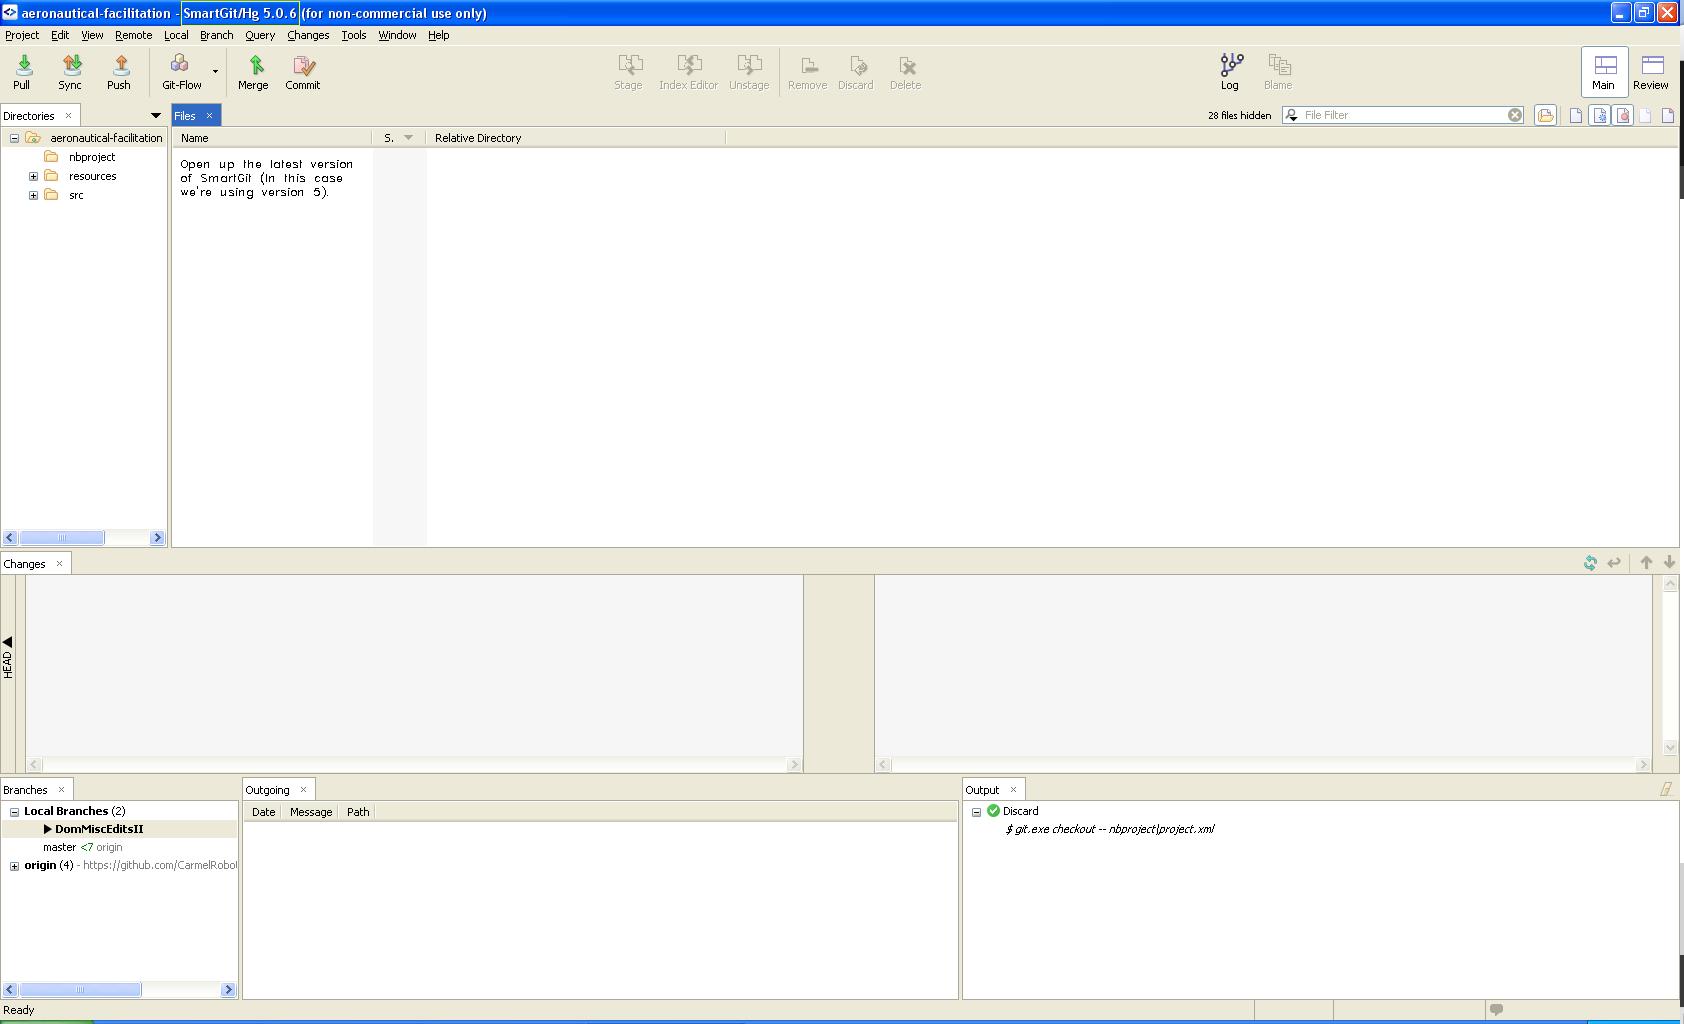 aeronautical-facilitation - SmartGit/Hg 5.0.6 (for non-commercial use only)
Project Edit View Remote Local Branch Query Changes Tools Window Help
Pull Sync Push Git-Flow Merge Commit Stage Index Editor Unstage Remove Discard Delete Log Blame Main Review
Directories Files 28 files hidden File Filter
aeronautical-facilitation Name S. Relative Directory
nbproject
resources
src
Open up the latest version
of SmartGit (In this case
we're using version 5).
Changes
HEAD
Branches Outgoing Output
Local Branches (2) Date Message Path Discard
DomMiscEditsII $ git.exe checkout -- nbproject\project.xml
master <7 origin
origin (4) - https://github.com/CarmelRobot
Ready